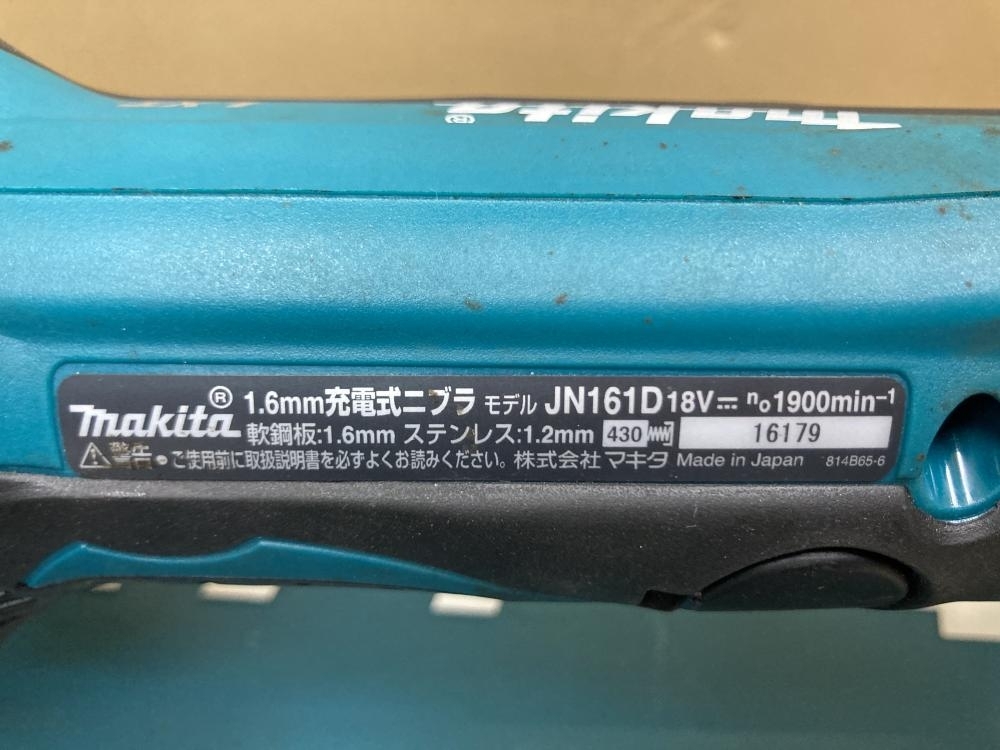 makita®
makita® 1.6mm充電式ニブラ モデル JN161D 18V⎓ n₀1900min⁻¹
軟鋼板:1.6mm ステンレス:1.2mm 430 16179
⚠警告 ●ご使用前に取扱説明書を必ずよくお読みください。株式会社 マキタ Made in Japan 814B65-6